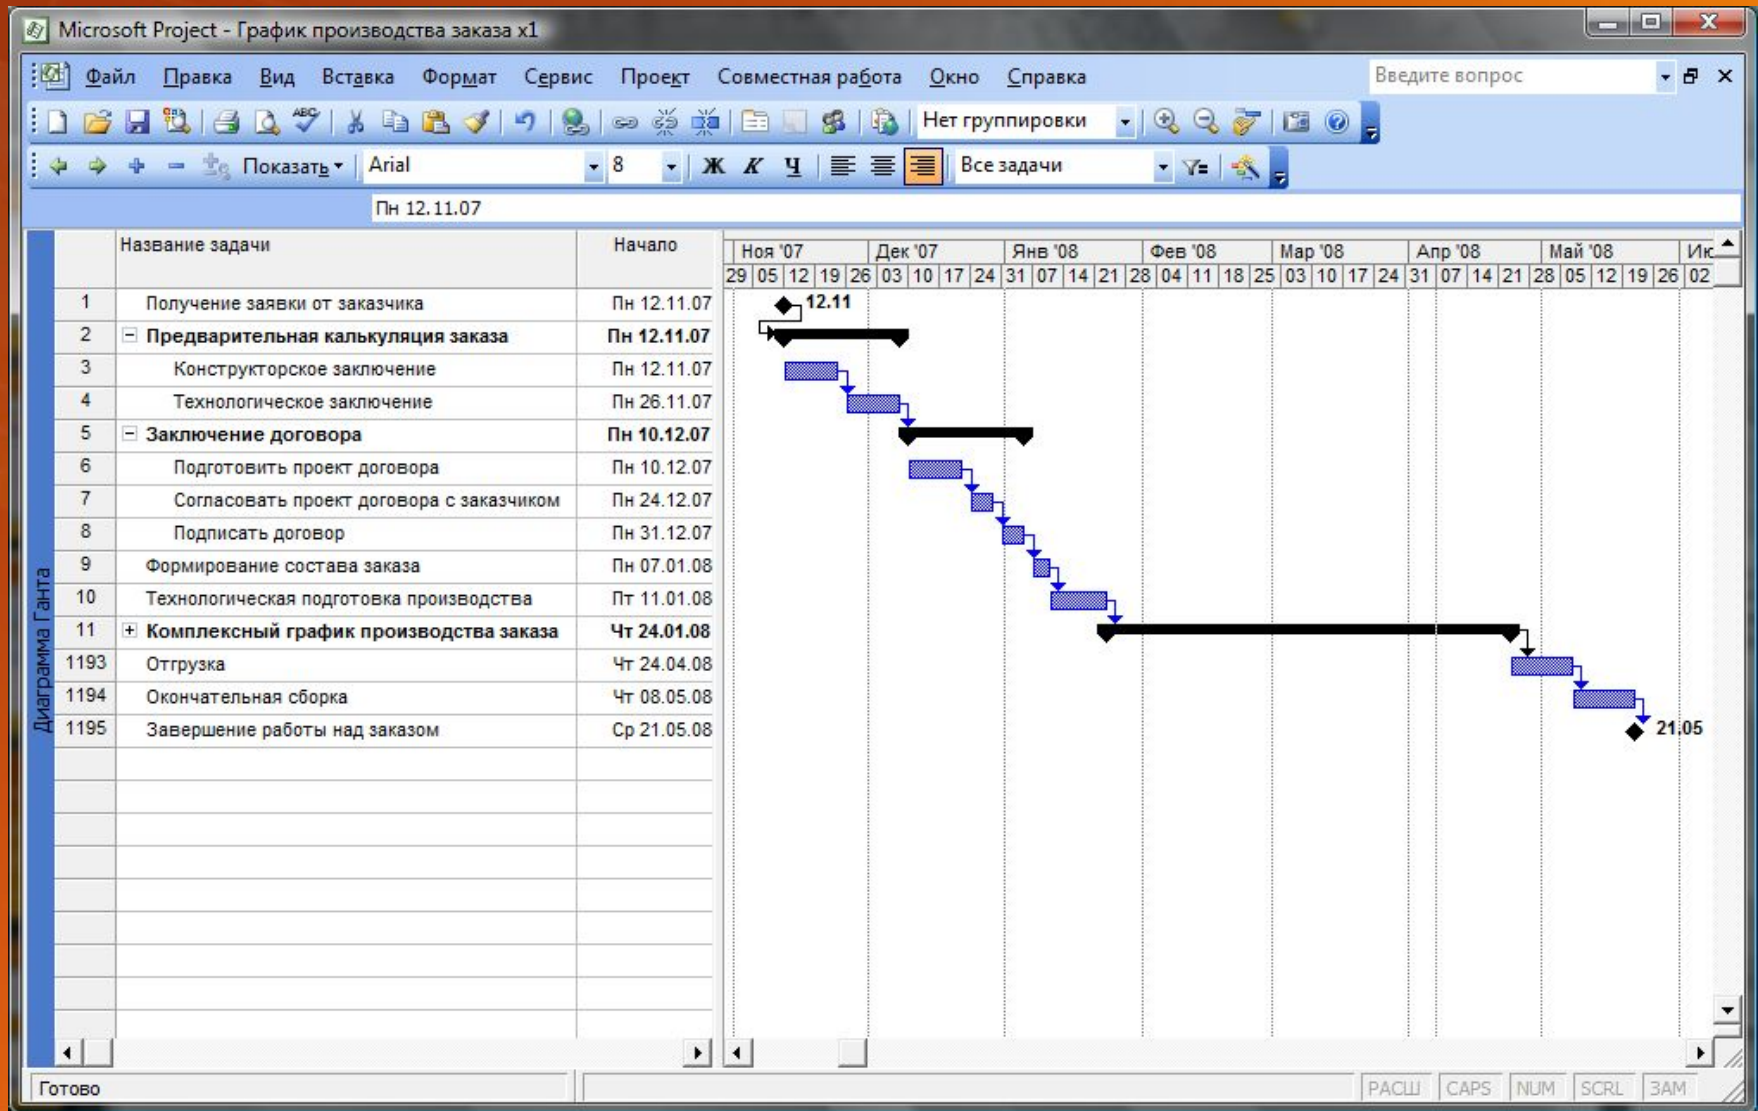 Microsoft Project - График производства заказа x1
Файл Правка Вид Вставка Формат Сервис Проект Совместная работа Окно Справка Введите вопрос
Нет группировки
Показать Arial 8 Ж К Ч Все задачи
Пн 12.11.07
Название задачи Начало Ноя '07 Дек '07 Янв '08 Фев '08 Мар '08 Апр '08 Май '08 Ию
29 05 12 19 26 03 10 17 24 31 07 14 21 28 04 11 18 25 03 10 17 24 31 07 14 21 28 05 12 19 26 02
1 Получение заявки от заказчика Пн 12.11.07 12.11
2 Предварительная калькуляция заказа Пн 12.11.07
3 Конструкторское заключение Пн 12.11.07
4 Технологическое заключение Пн 26.11.07
5 Заключение договора Пн 10.12.07
6 Подготовить проект договора Пн 10.12.07
7 Согласовать проект договора с заказчиком Пн 24.12.07
8 Подписать договор Пн 31.12.07
9 Формирование состава заказа Пн 07.01.08
10 Технологическая подготовка производства Пт 11.01.08
11 Комплексный график производства заказа Чт 24.01.08
1193 Отгрузка Чт 24.04.08
1194 Окончательная сборка Чт 08.05.08
1195 Завершение работы над заказом Ср 21.05.08 21.05
Диаграмма Ганта
Готово РАСШ CAPS NUM SCRL ЗАМ